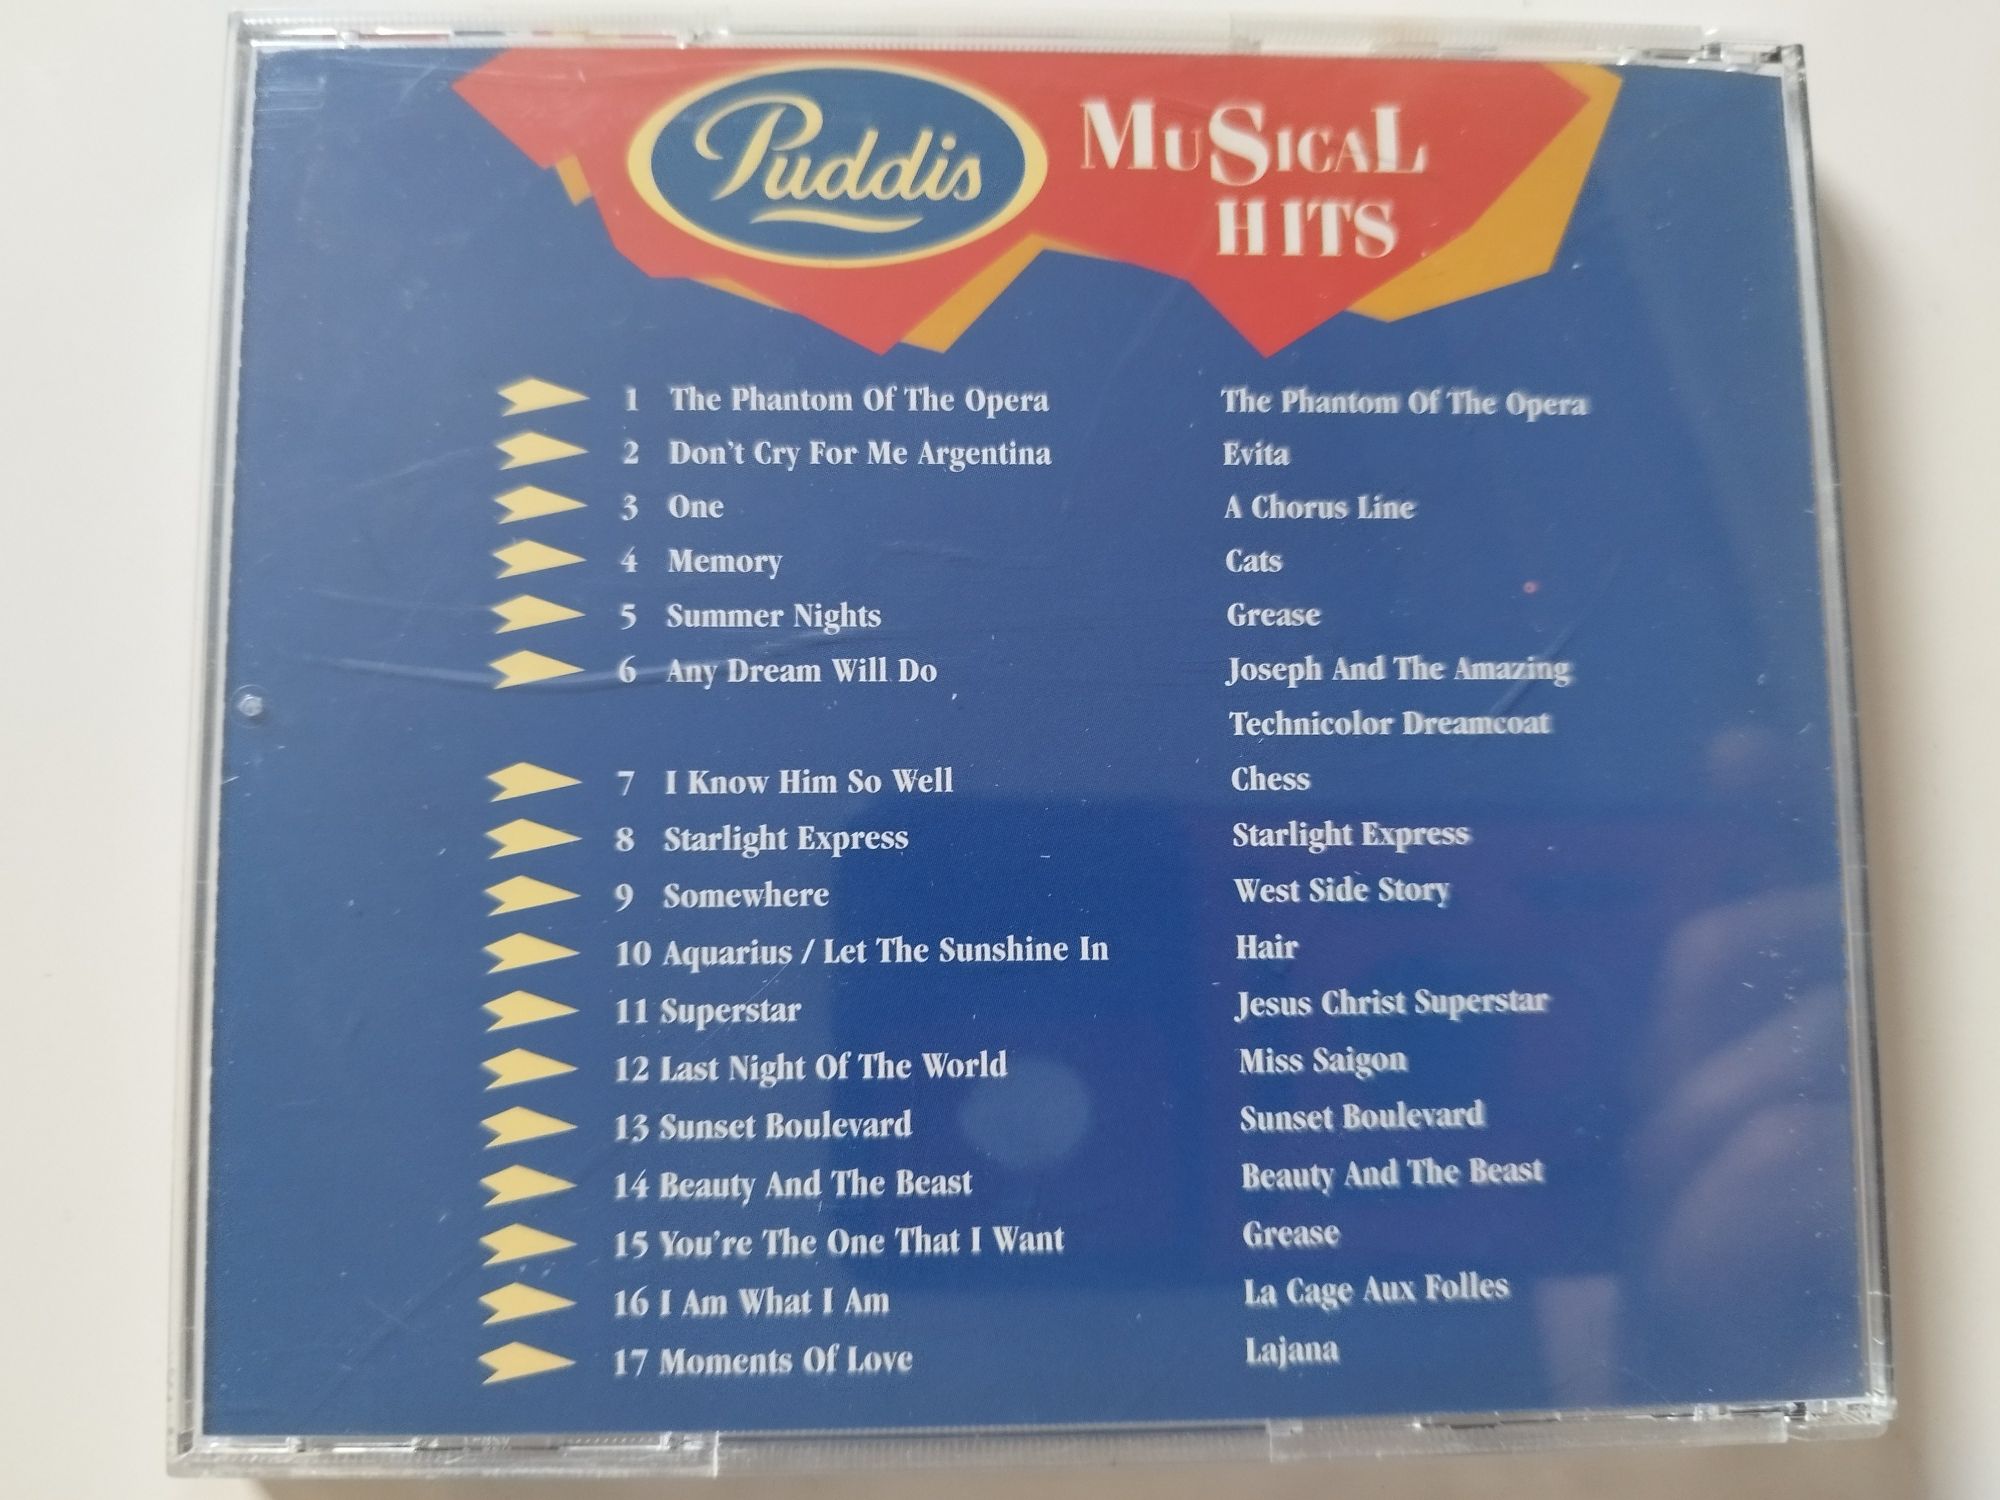 Puddis
MuSicaL
HITS
1 The Phantom Of The Opera The Phantom Of The Opera
2 Don't Cry For Me Argentina Evita
3 One A Chorus Line
4 Memory Cats
5 Summer Nights Grease
6 Any Dream Will Do Joseph And The Amazing
Technicolor Dreamcoat
7 I Know Him So Well Chess
8 Starlight Express Starlight Express
9 Somewhere West Side Story
10 Aquarius / Let The Sunshine In Hair
11 Superstar Jesus Christ Superstar
12 Last Night Of The World Miss Saigon
13 Sunset Boulevard Sunset Boulevard
14 Beauty And The Beast Beauty And The Beast
15 You're The One That I Want Grease
16 I Am What I Am La Cage Aux Folles
17 Moments Of Love Lajana